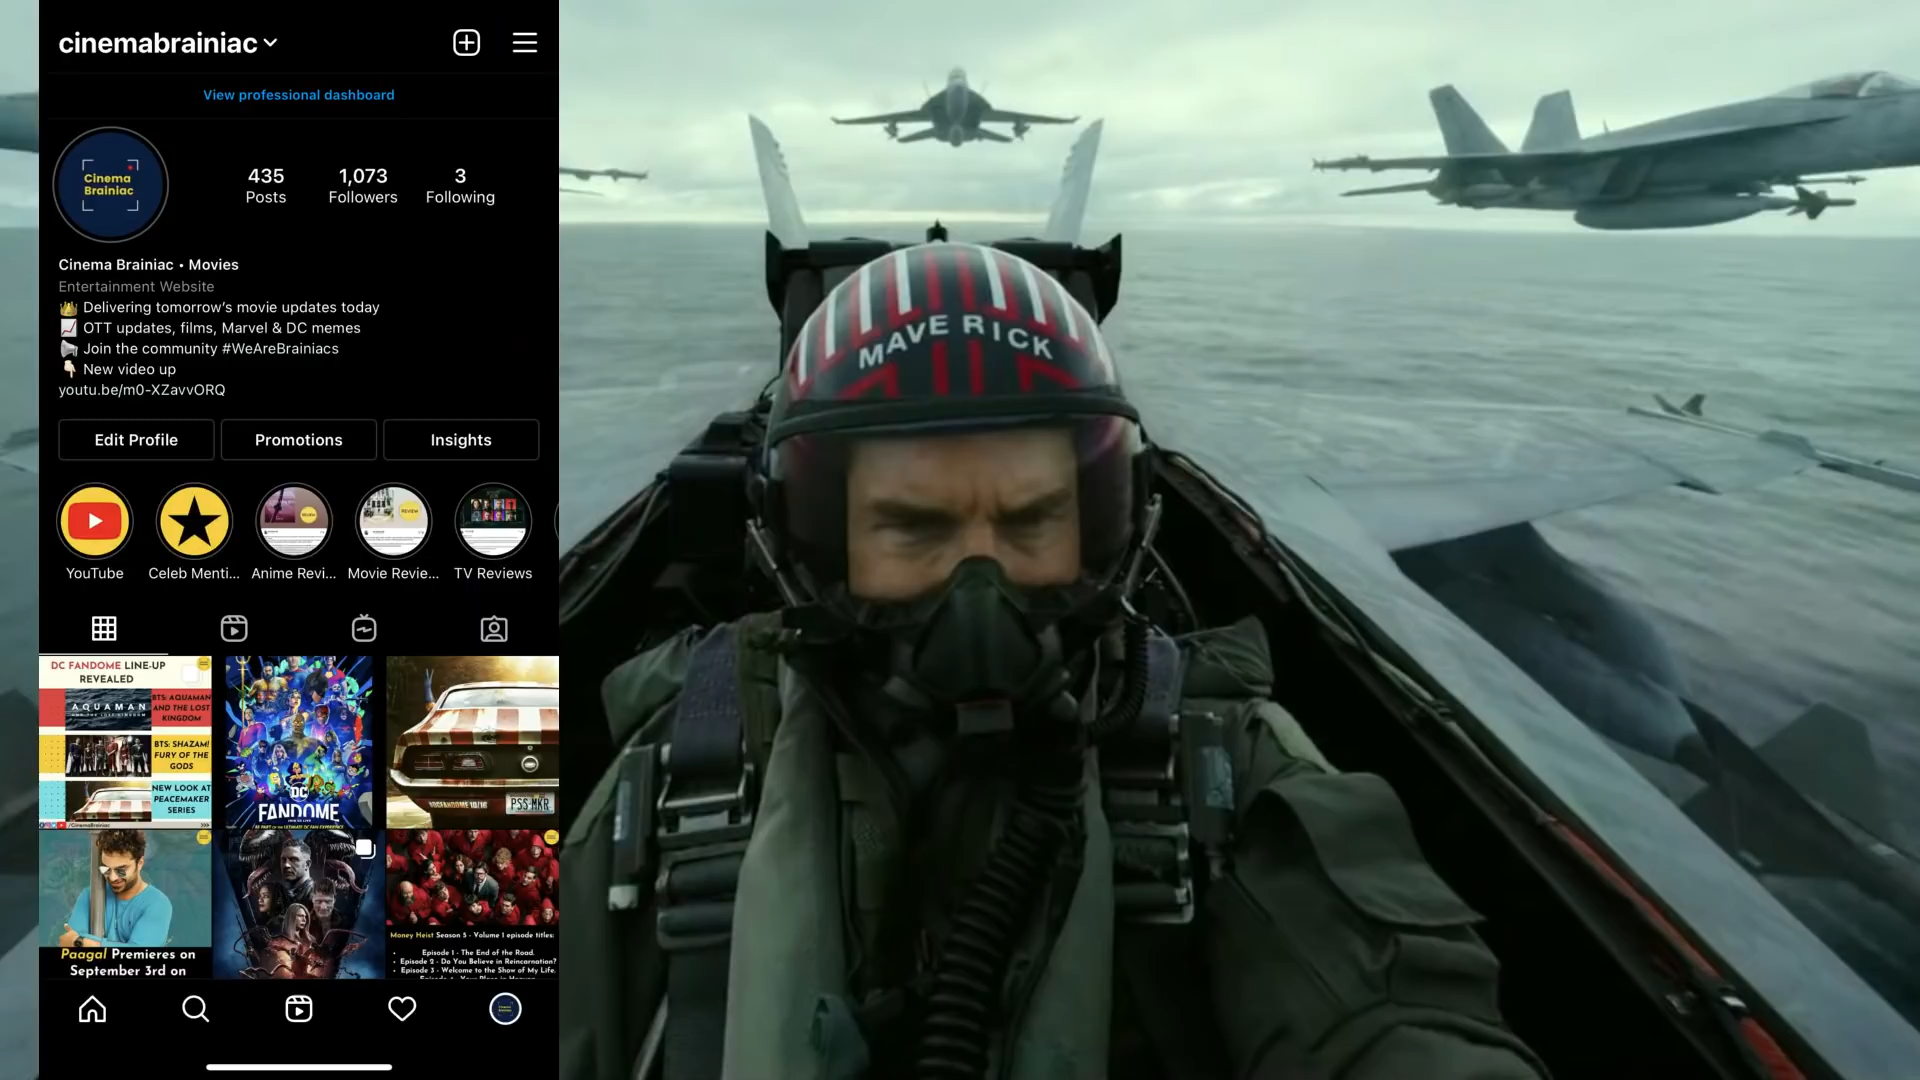 cinemabrainiac
View professional dashboard
Cinema
Brainiac
435
Posts
1,073
Followers
3
Following
Cinema Brainiac • Movies
Entertainment Website
Delivering tomorrow's movie updates today
OTT updates, films, Marvel & DC memes
Join the community #WeAreBrainiacs
New video up
youtu.be/m0-XZavvORQ
Edit Profile
Promotions
Insights
YouTube
Celeb Menti...
Anime Revi...
Movie Revie...
TV Reviews
DC FANDOME LINE-UP
REVEALED
AQUAMAN
BTS: AQUAMAN
AND THE LOST
KINGDOM
BTS: SHAZAM!
FURY OF THE
GODS
NEW LOOK AT
PEACEMAKER
SERIES
/CinemaBrainiac
DC
FANDOME
PSS MKR
Paagal Premieres on
September 3rd on
Money Heist Season 5 - Volume 1 episode titles:
Episode 1 - The End of the Road.
Episode 2 - Do You Believe in Reincarnation?
Episode 3 - Welcome to the Show of My Life.
MAVERICK